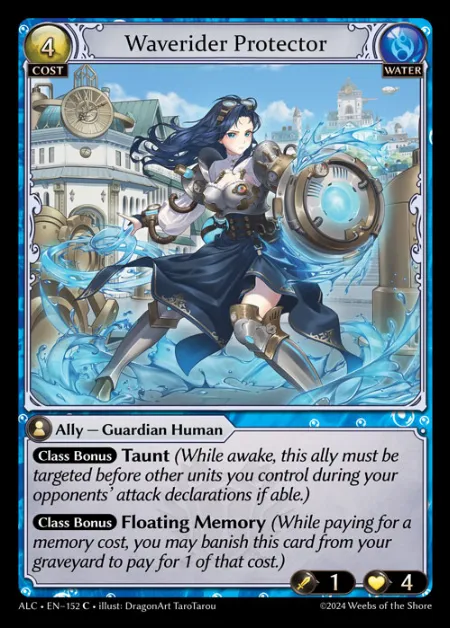 4
Waverider Protector
COST
WATER
Ally — Guardian Human
Class Bonus Taunt (While awake, this ally must be
targeted before other units you control during your
opponents' attack declarations if able.)
Class Bonus Floating Memory (While paying for a
memory cost, you may banish this card from your
graveyard to pay for 1 of that cost.)
1
4
ALC • EN–152 C • illust: DragonArt TaroTarou
©2024 Weebs of the Shore